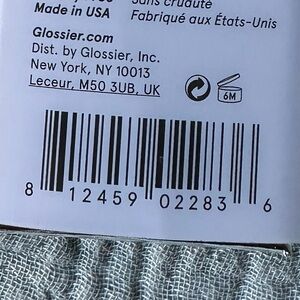 Sans cruauté
Made in USA
Fabriqué aux États-Unis
Glossier.com
Dist. by Glossier, Inc.
New York, NY 10013
Leceur, M50 3UB, UK
6M
8 12459 02283 6